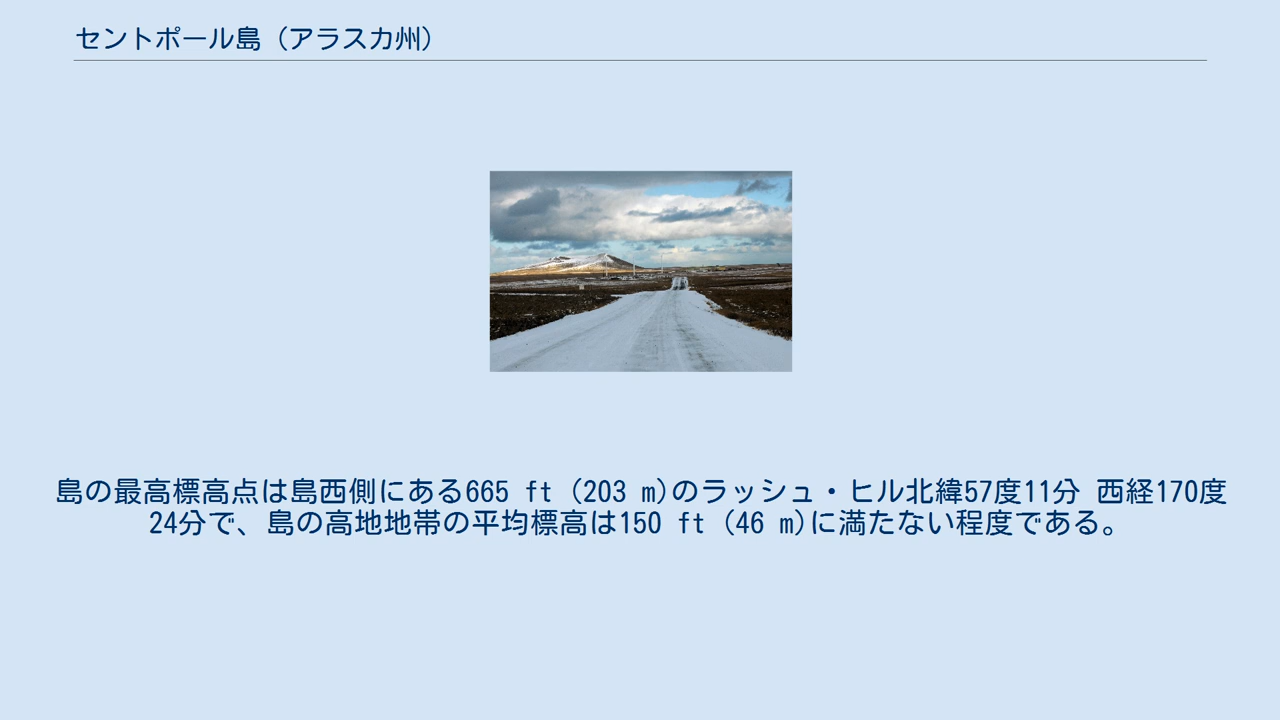 セントポール島（アラスカ州）
島の最高標高点は島西側にある665 ft (203 m)のラッシュ・ヒル北緯57度11分 西経170度
24分で、島の高地地帯の平均標高は150 ft (46 m)に満たない程度である。